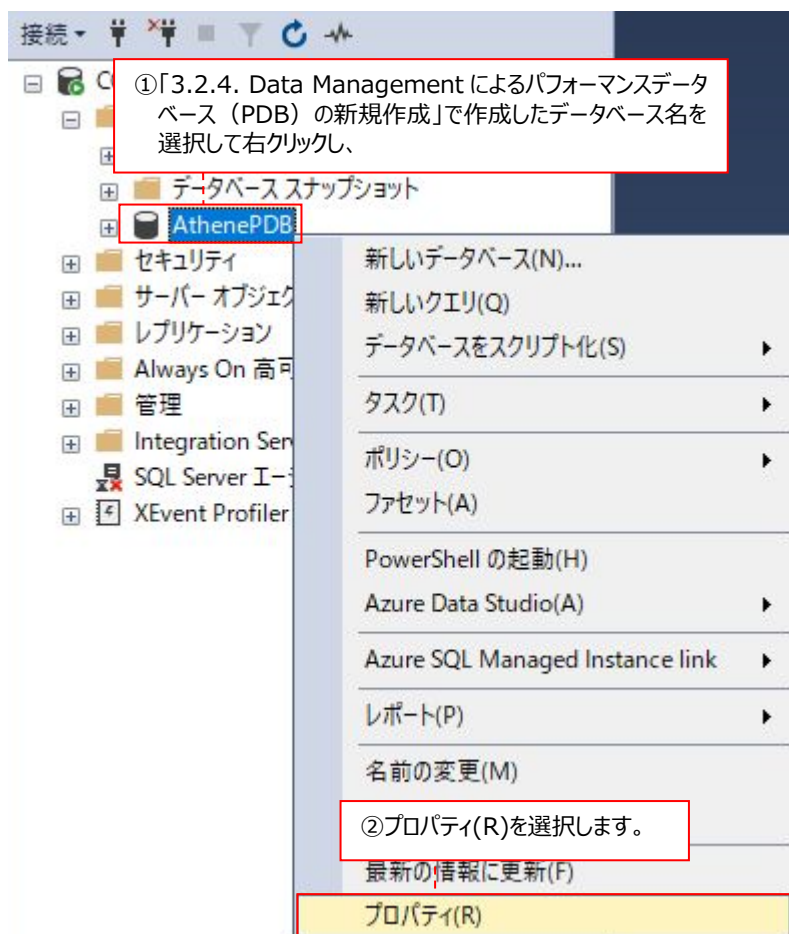 接続
①「3.2.4. Data Management によるパフォーマンスデータ
ベース（PDB）の新規作成」で作成したデータベース名を
選択して右クリックし、
データベース スナップショット
AthenePDB
セキュリティ
サーバー オブジェク
レプリケーション
Always On 高可
管理
Integration Ser
SQL Server エー
XEvent Profiler
新しいデータベース(N)...
新しいクエリ(Q)
データベースをスクリプト化(S)
タスク(T)
ポリシー(O)
ファセット(A)
PowerShell の起動(H)
Azure Data Studio(A)
Azure SQL Managed Instance link
レポート(P)
名前の変更(M)
②プロパティ(R)を選択します。
最新の情報に更新(F)
プロパティ(R)